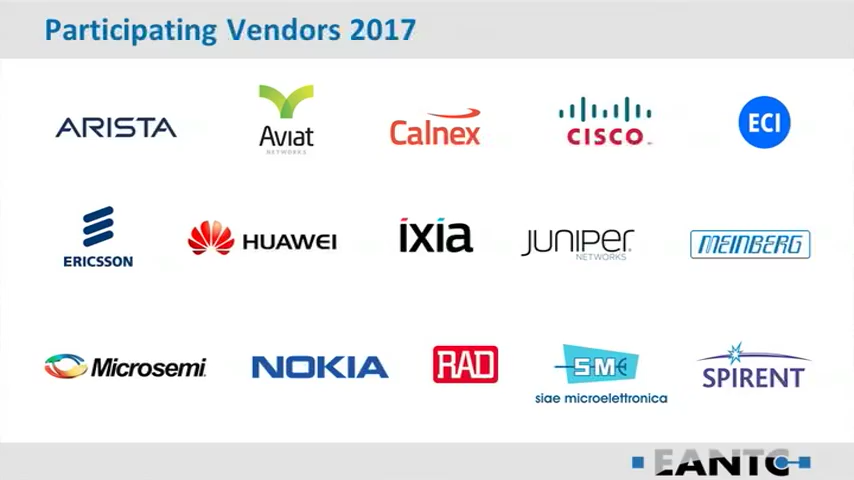 Participating Vendors 2017
ARISTA
Aviat
NETWORKS
Calnex
CISCO
ECI
ERICSSON
HUAWEI
ixia
JUNIPER
NETWORKS
MEINBERG
Microsemi
NOKIA
RAD
SME
siae microelettronica
SPIRENT
EANTC